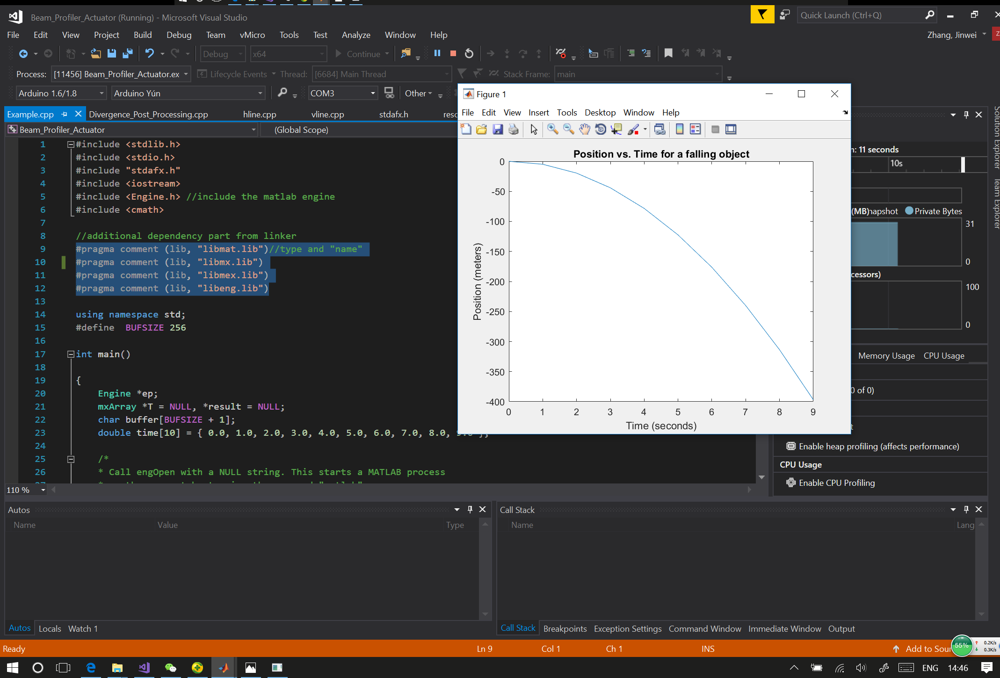 Beam_Profiler_Actuator (Running) - Microsoft Visual Studio
Quick Launch (Ctrl+Q)
File Edit View Project Build Debug Team vMicro Tools Test Analyze Window Help
Zhang, Jinwei
Z
Debug x64 Continue
Process: [11456] Beam_Profiler_Actuator.ex Lifecycle Events Thread: [6684] Main Thread Stack Frame: main
Arduino 1.6/1.8 Arduino Yún COM3 Other
Example.cpp Divergence_Post_Processing.cpp hline.cpp vline.cpp stdafx.h resc
Beam_Profiler_Actuator (Global Scope)
1 #include <stdlib.h>
2 #include <stdio.h>
3 #include "stdafx.h"
4 #include <iostream>
5 #include <Engine.h> //include the matlab engine
6 #include <cmath>
7
8 //additional dependency part from linker
9 #pragma comment (lib, "libmat.lib")//type and "name"
10 #pragma comment (lib, "libmx.lib")
11 #pragma comment (lib, "libmex.lib")
12 #pragma comment (lib, "libeng.lib")
13
14 using namespace std;
15 #define BUFSIZE 256
16
17 int main()
18
19 {
20 Engine *ep;
21 mxArray *T = NULL, *result = NULL;
22 char buffer[BUFSIZE + 1];
23 double time[10] = { 0.0, 1.0, 2.0, 3.0, 4.0, 5.0, 6.0, 7.0, 8.0, 9.0 };
24
25 /*
26 * Call engOpen with a NULL string. This starts a MATLAB process
110 %
Figure 1
File Edit View Insert Tools Desktop Window Help
Position vs. Time for a falling object
0
-50
-100
-150
-200
-250
-300
-350
-400
Position (meters)
0 1 2 3 4 5 6 7 8 9
Time (seconds)
n: 11 seconds
10s
(MB) napshot Private Bytes
31
0
cessors)
100
0
Memory Usage CPU Usage
0 of 0)
t
Enable heap profiling (affects performance)
CPU Usage
Enable CPU Profiling
Solution Explorer
Team Explorer
Autos
Name Value Type
Call Stack
Name Lang
Autos Locals Watch 1
Call Stack Breakpoints Exception Settings Command Window Immediate Window Output
Ready Ln 9 Col 1 Ch 1 INS Add to Sour
55%
0.2K/s
0.3K/s
ENG 14:46